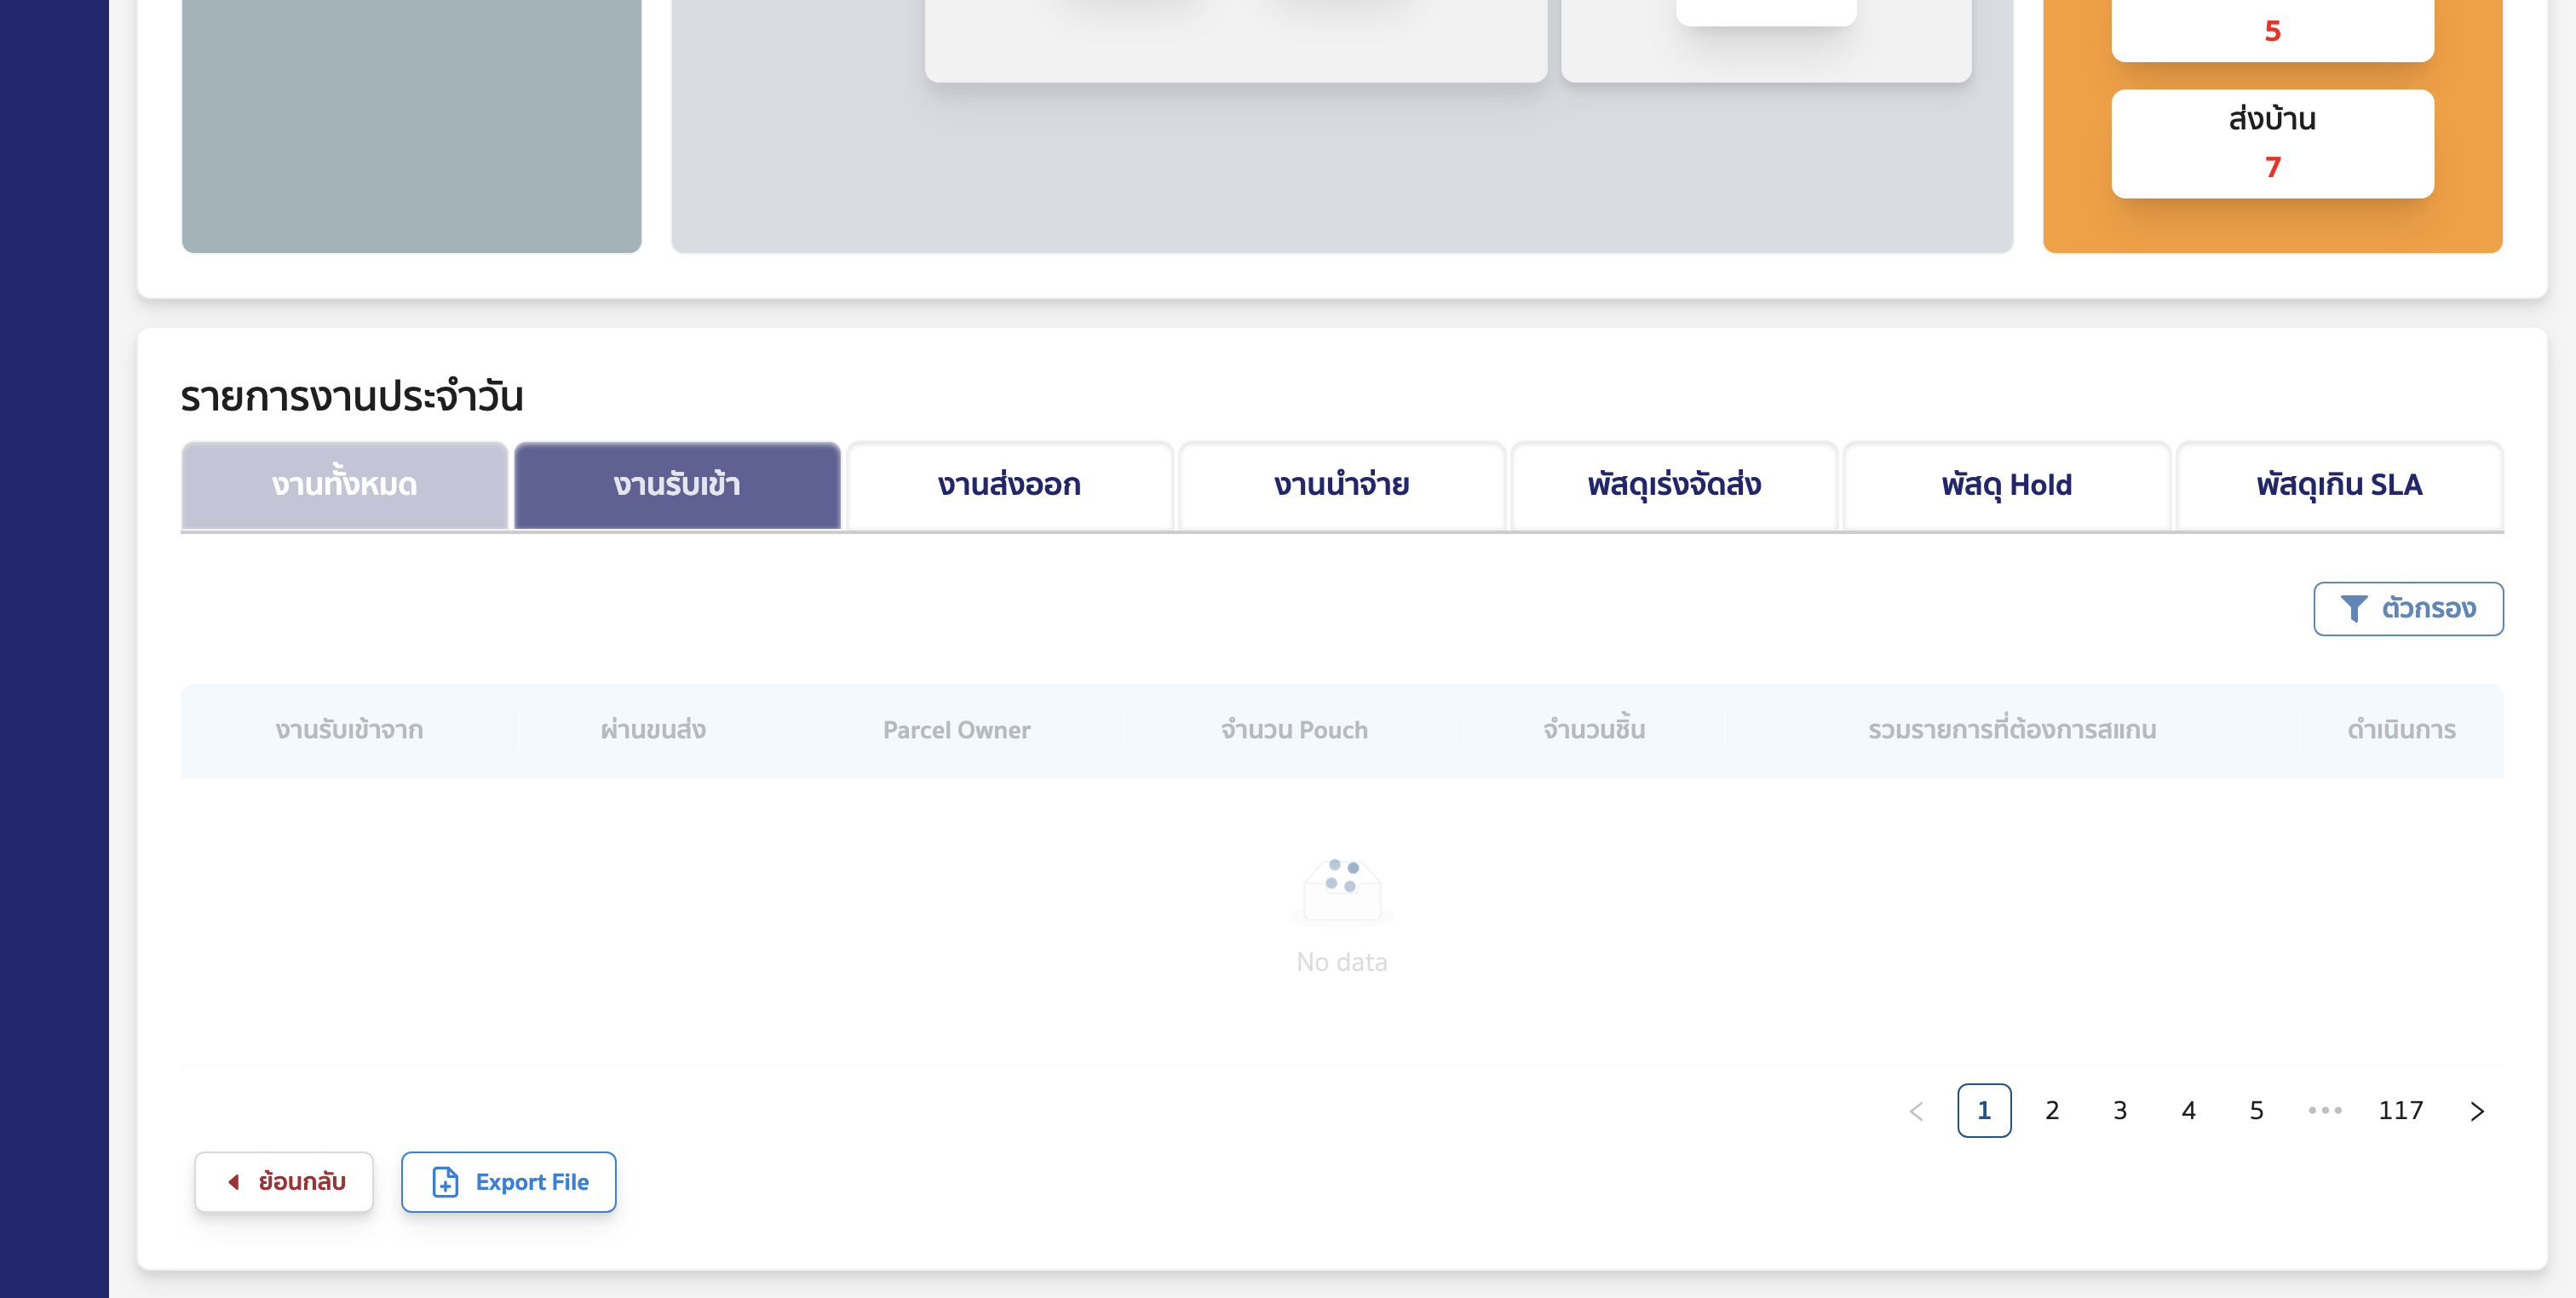 5
ส่งบ้าน
7
รายการงานประจำวัน
งานทั้งหมด งานรับเข้า งานส่งออก งานนำจ่าย พัสดุเร่งจัดส่ง พัสดุ Hold พัสดุเกิน SLA
ตัวกรอง
งานรับเข้าจาก ผ่านขนส่ง Parcel Owner จำนวน Pouch จำนวนชิ้น รวมรายการที่ต้องการสแกน ดำเนินการ
No data
1 2 3 4 5 ••• 117
ย้อนกลับ Export File